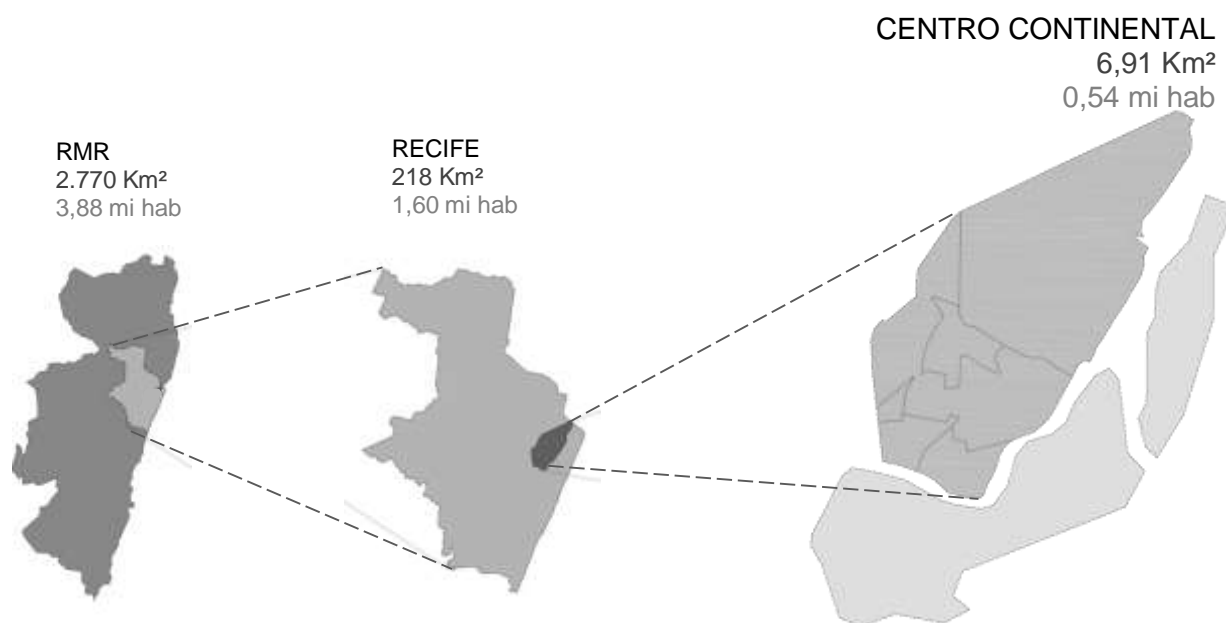 RMR
2.770 Km²
3,88 mi hab
RECIFE
218 Km²
1,60 mi hab
CENTRO CONTINENTAL
6,91 Km²
0,54 mi hab